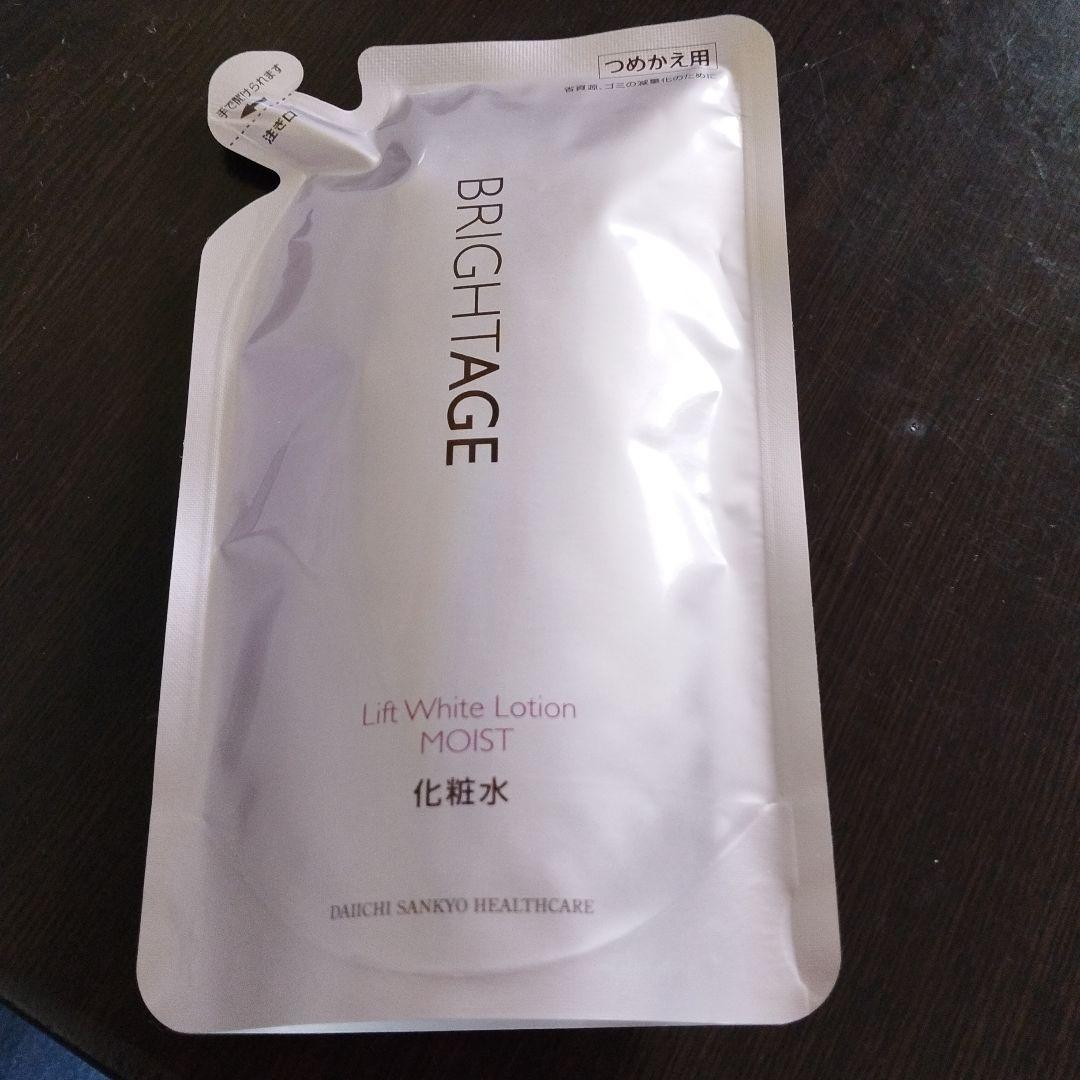 つめかえ用
省資源、ゴミの減量化のために
手で開けられます
注ぎ口
BRIGHTAGE
Lift White Lotion
MOIST
化粧水
DAIICHI SANKYO HEALTHCARE